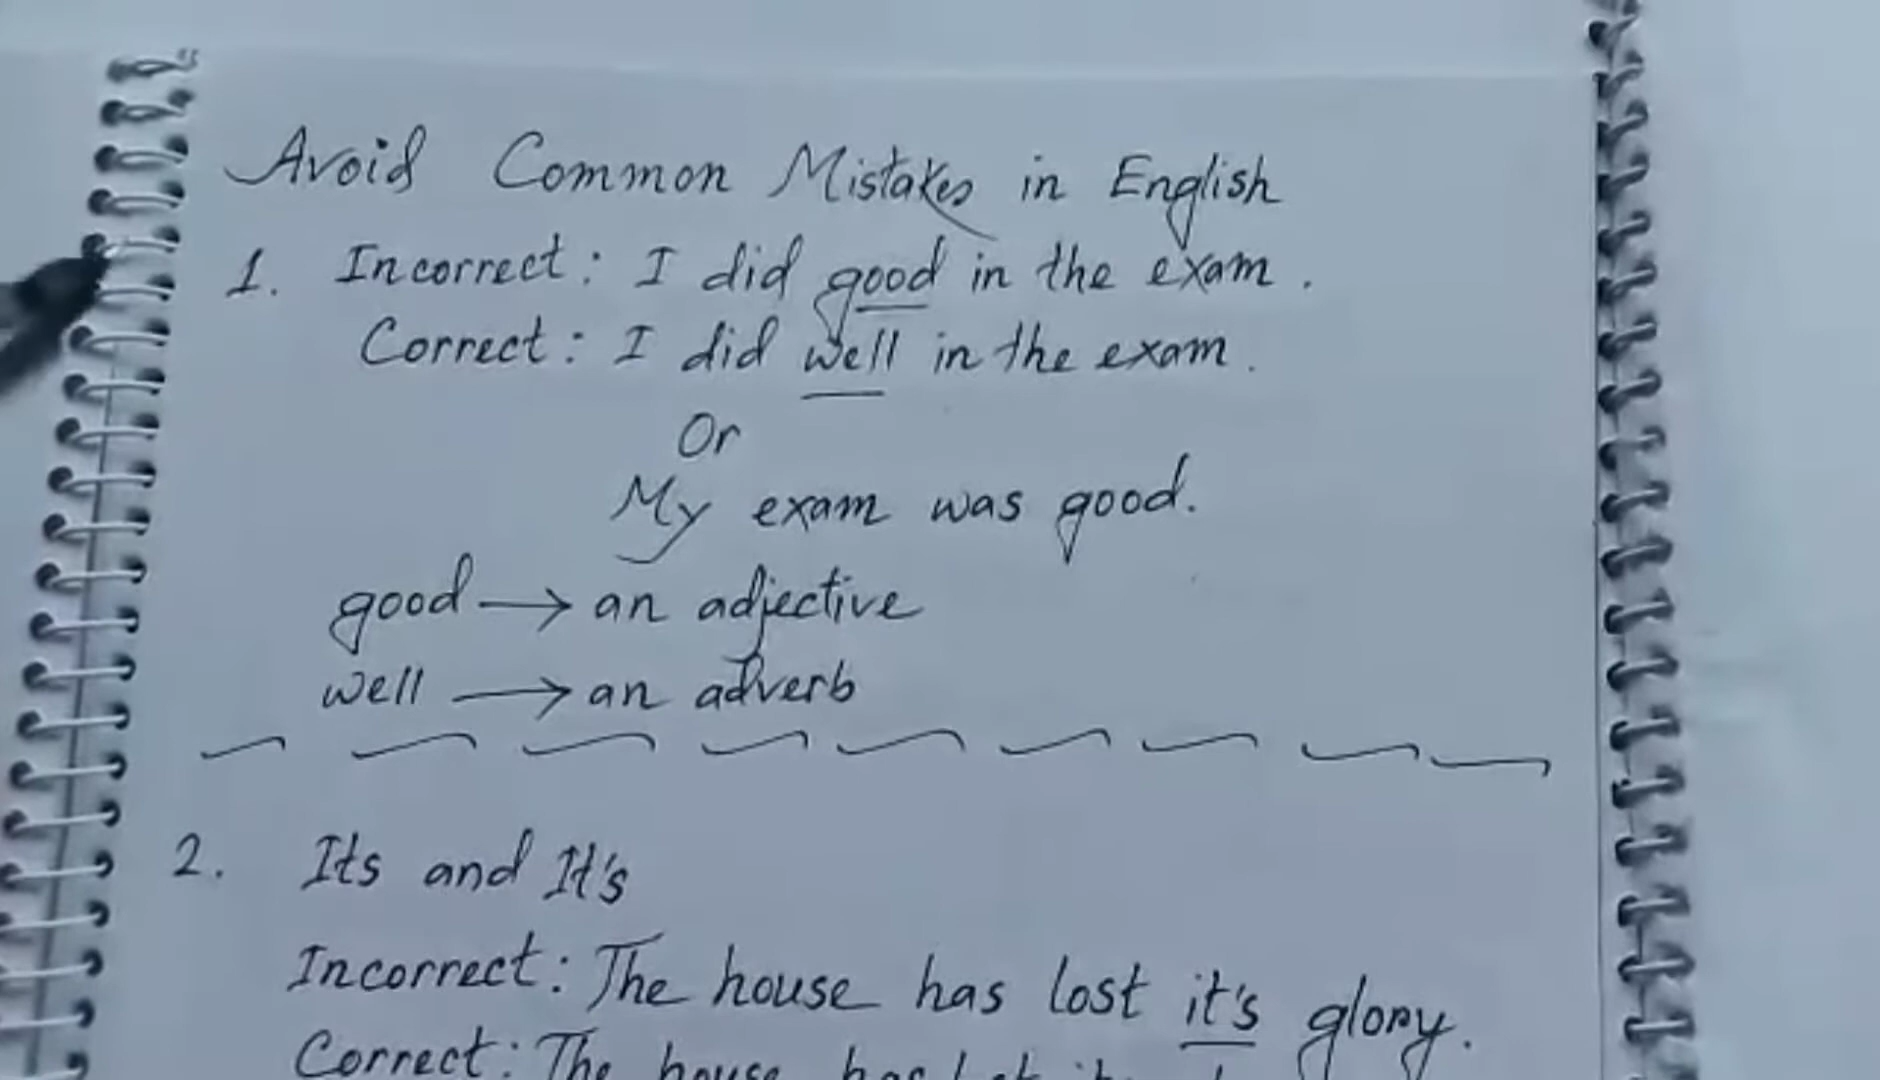 Avoid Common Mistakes in English
1. Incorrect: I did good in the exam.
Correct: I did well in the exam.
Or
My exam was good.
good → an adjective
well → an adverb
2. Its and It's
Incorrect: The house has lost it's glory.
Correct: The house has